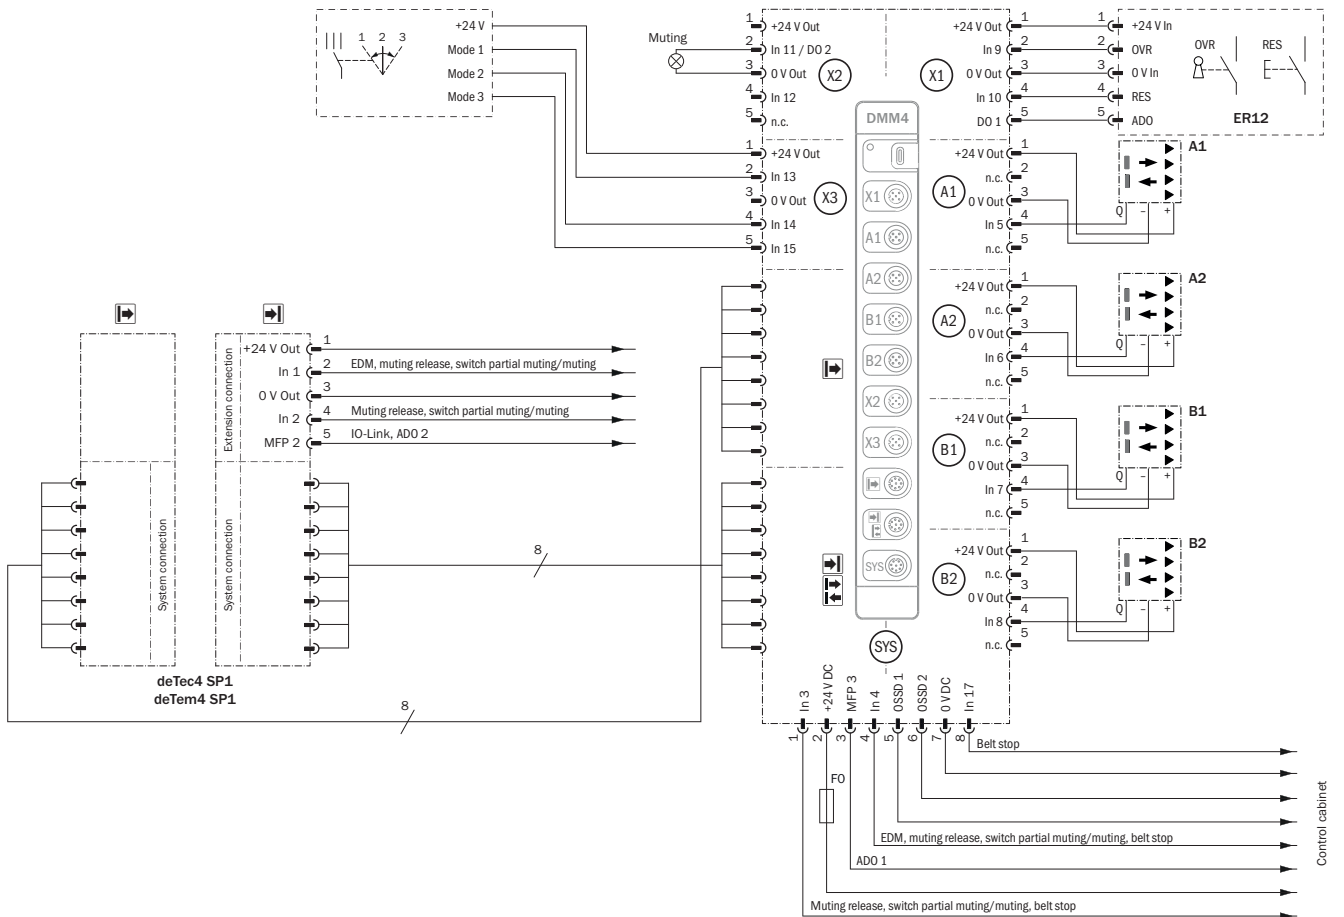 +24 V
Mode 1
Mode 2
Mode 3
1 2 3
Muting
1 +24 V Out
2 In 11 / DO 2
3 0 V Out
4 In 12
5 n.c.
X2
X1
+24 V Out 1
In 9 2
0 V Out 3
In 10 4
DO 1 5
1 +24 V In
2 OVR
3 0 V In
4 RES
5 ADO
OVR RES
ER12
1 +24 V Out
2 In 13
3 0 V Out
4 In 14
5 In 15
X3
DMM4
X1
A1
A2
B1
B2
X2
X3
SYS
A1
+24 V Out 1
n.c. 2
0 V Out 3
In 5 4
n.c. 5
A1
Q – +
A2
+24 V Out 1
n.c. 2
0 V Out 3
In 6 4
n.c. 5
A2
Q – +
B1
+24 V Out 1
n.c. 2
0 V Out 3
In 7 4
n.c. 5
B1
Q – +
B2
+24 V Out 1
n.c. 2
0 V Out 3
In 8 4
n.c. 5
B2
Q – +
SYS
Extension connection
+24 V Out 1
In 1 2 EDM, muting release, switch partial muting/muting
0 V Out 3
In 2 4 Muting release, switch partial muting/muting
MFP 2 5 IO-Link, ADO 2
System connection
System connection
deTec4 SP1
deTem4 SP1
8
8
In 3
+24 V DC
MFP 3
In 4
OSSD 1
OSSD 2
0 V DC
In 17
1 2 3 4 5 6 7 8
Belt stop
F0
EDM, muting release, switch partial muting/muting, belt stop
ADO 1
Muting release, switch partial muting/muting, belt stop
Control cabinet